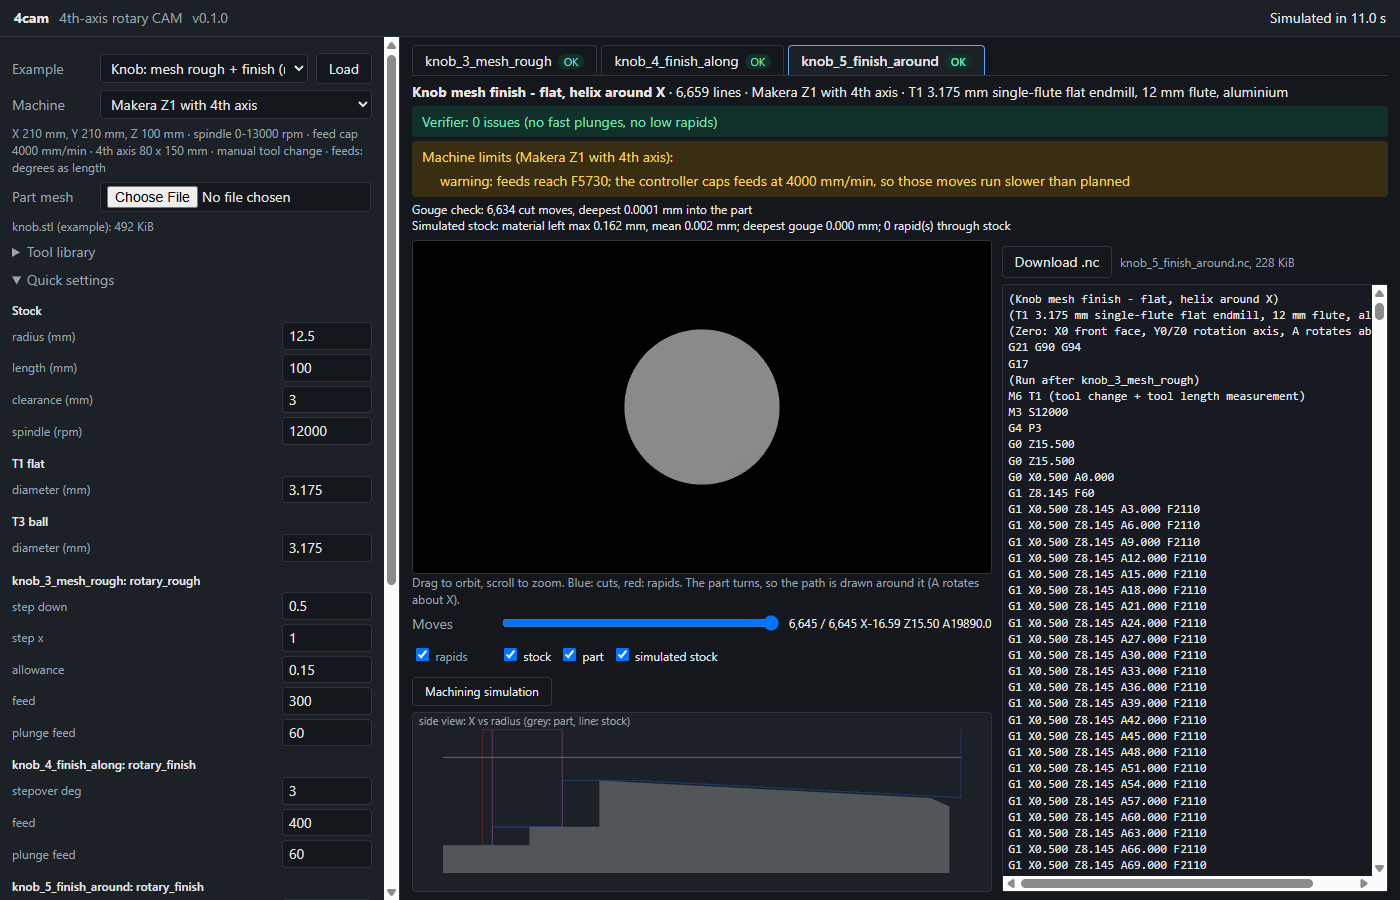 4cam 4th-axis rotary CAM v0.1.0
Simulated in 11.0 s
Example
Knob: mesh rough + finish (
Load
Machine
Makera Z1 with 4th axis
X 210 mm, Y 210 mm, Z 100 mm · spindle 0-13000 rpm · feed cap
4000 mm/min · 4th axis 80 x 150 mm · manual tool change · feeds:
degrees as length
Part mesh
Choose File No file chosen
knob.stl (example): 492 KiB
▶ Tool library
▼ Quick settings
Stock
radius (mm) 12.5
length (mm) 100
clearance (mm) 3
spindle (rpm) 12000
T1 flat
diameter (mm) 3.175
T3 ball
diameter (mm) 3.175
knob_3_mesh_rough: rotary_rough
step down 0.5
step x 1
allowance 0.15
feed 300
plunge feed 60
knob_4_finish_along: rotary_finish
stepover deg 3
feed 400
plunge feed 60
knob_5_finish_around: rotary_finish
knob_3_mesh_rough OK
knob_4_finish_along OK
knob_5_finish_around OK
Knob mesh finish - flat, helix around X) · 6,659 lines · Makera Z1 with 4th axis · T1 3.175 mm single-flute flat endmill, 12 mm flute, aluminium
Verifier: 0 issues (no fast plunges, no low rapids)
Machine limits (Makera Z1 with 4th axis):
warning: feeds reach F5730; the controller caps feeds at 4000 mm/min, so those moves run slower than planned
Gouge check: 6,634 cut moves, deepest 0.0001 mm into the part
Simulated stock: material left max 0.162 mm, mean 0.002 mm; deepest gouge 0.000 mm; 0 rapid(s) through stock
Drag to orbit, scroll to zoom. Blue: cuts, red: rapids. The part turns, so the path is drawn around it (A rotates
about X).
Moves
6,645 / 6,645 X-16.59 Z15.50 A19890.0
rapids
stock
part
simulated stock
Machining simulation
side view: X vs radius (grey: part, line: stock)
Download .nc
knob_5_finish_around.nc, 228 KiB
(Knob mesh finish - flat, helix around X)
(T1 3.175 mm single-flute flat endmill, 12 mm flute, al
(Zero: X0 front face, Y0/Z0 rotation axis, A rotates ab
G21 G90 G94
G17
(Run after knob_3_mesh_rough)
M6 T1 (tool change + tool length measurement)
M3 S12000
G4 P3
G0 Z15.500
G0 Z15.500
G0 X0.500 A0.000
G1 Z8.145 F60
G1 X0.500 Z8.145 A3.000 F2110
G1 X0.500 Z8.145 A6.000 F2110
G1 X0.500 Z8.145 A9.000 F2110
G1 X0.500 Z8.145 A12.000 F2110
G1 X0.500 Z8.145 A15.000 F2110
G1 X0.500 Z8.145 A18.000 F2110
G1 X0.500 Z8.145 A21.000 F2110
G1 X0.500 Z8.145 A24.000 F2110
G1 X0.500 Z8.145 A27.000 F2110
G1 X0.500 Z8.145 A30.000 F2110
G1 X0.500 Z8.145 A33.000 F2110
G1 X0.500 Z8.145 A36.000 F2110
G1 X0.500 Z8.145 A39.000 F2110
G1 X0.500 Z8.145 A42.000 F2110
G1 X0.500 Z8.145 A45.000 F2110
G1 X0.500 Z8.145 A48.000 F2110
G1 X0.500 Z8.145 A51.000 F2110
G1 X0.500 Z8.145 A54.000 F2110
G1 X0.500 Z8.145 A57.000 F2110
G1 X0.500 Z8.145 A60.000 F2110
G1 X0.500 Z8.145 A63.000 F2110
G1 X0.500 Z8.145 A66.000 F2110
G1 X0.500 Z8.145 A69.000 F2110